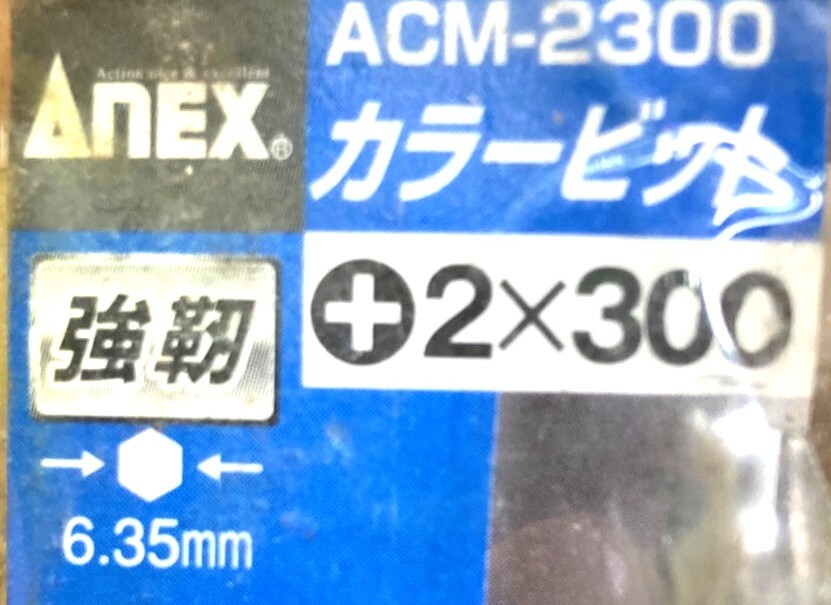 ACM-2300
Action nice & excellent
ANEX®
カラービット
強靭
+2×300
6.35mm